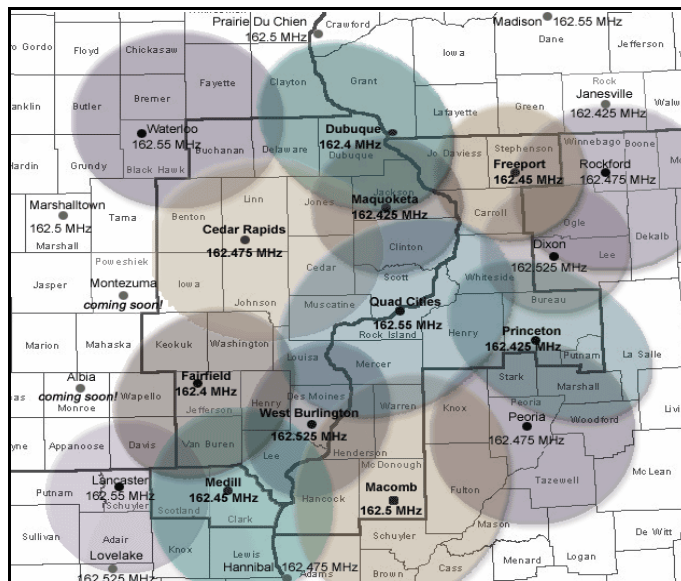 Prairie Du Chien
162.5 MHz
Crawford
Madison
162.55 MHz
Dane
Jefferson
Iowa
Chickasaw
Floyd
ro Gordo
Fayette
Clayton
Grant
Rock
Janesville
162.425 MHz
Walw
Green
Lafayette
Butler
Bremer
anklin
Waterloo
162.55 MHz
Buchanan
Delaware
Dubuque
162.4 MHz
Dubuque
Jo Daviess
Stephenson
Winnebago
Boone
Freeport
162.45 MHz
Rockford
162.475 MHz
Hardin
Grundy
Black Hawk
Linn
Jones
Jackson
Maquoketa
162.425 MHz
Carroll
Ogle
Dekalb
Marshalltown
162.5 MHz
Marshall
Tama
Benton
Cedar Rapids
162.475 MHz
Clinton
Dixon
Lee
162.525 MHz
Poweshiek
Jasper
Montezuma
coming soon!
Iowa
Johnson
Cedar
Scott
Whiteside
Muscatine
Quad Cities
162.55 MHz
Rock Island
Henry
Bureau
Princeton
162.425 MHz
Putnam
La Salle
Marion
Mahaska
Keokuk
Washington
Louisa
Mercer
Stark
Marshall
Albia
coming soon!
Monroe
Wapello
Fairfield
162.4 MHz
Jefferson
Henry
Des Moines
Warren
Knox
Peoria
Woodford
Livi
Peoria
162.475 MHz
West Burlington
162.525 MHz
Henderson
yne
Appanoose
Davis
Van Buren
Lee
McDonough
Tazewell
McLean
Putnam
Lancaster
162.55 MHz
Schuyler
Scotland
Medill
162.45 MHz
Clark
Hancock
Macomb
162.5 MHz
Fulton
Mason
De Witt
Sullivan
Adair
Knox
Lewis
Schuyler
Logan
Menard
Lovelake
162.525 MHz
Hannibal 162.475 MHz
Adams
Brown
Cass